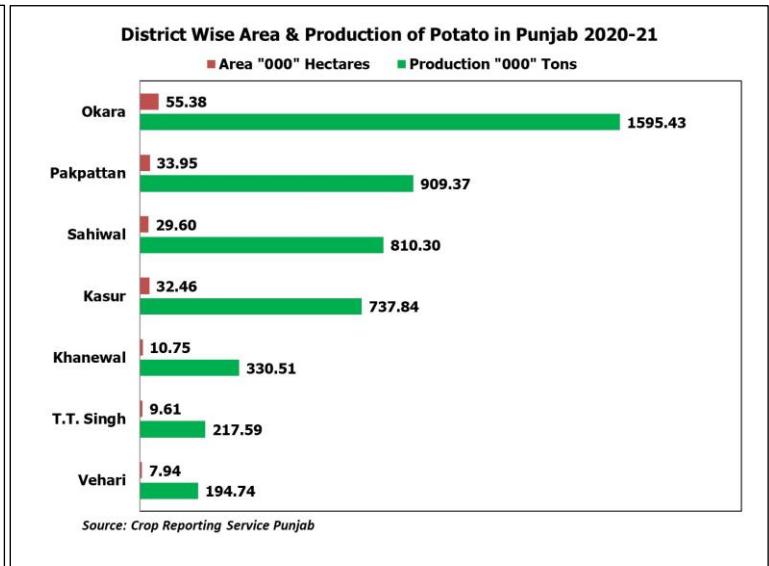 District Wise Area & Production of Potato in Punjab 2020-21
Area "000" Hectares Production "000" Tons
Okara 55.38
1595.43
Pakpattan 33.95
909.37
Sahiwal 29.60
810.30
Kasur 32.46
737.84
Khanewal 10.75
330.51
T.T. Singh 9.61
217.59
Vehari 7.94
194.74
Source: Crop Reporting Service Punjab